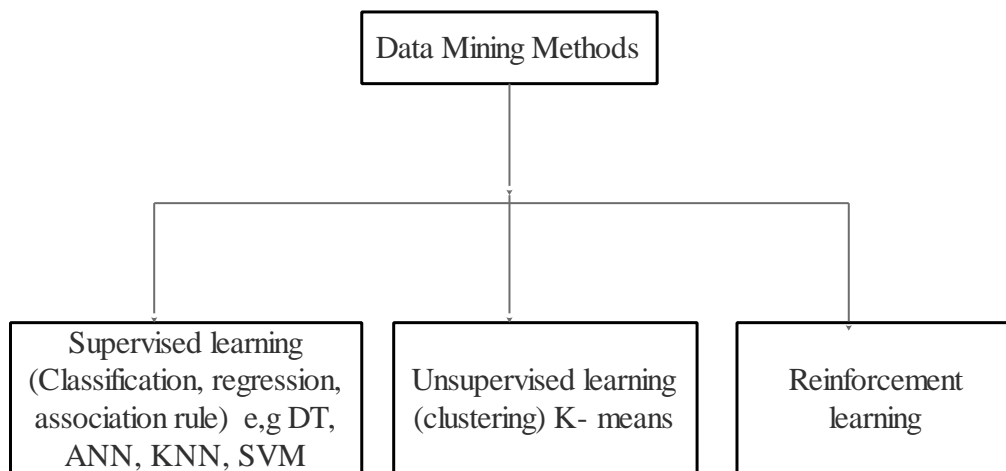 Data Mining Methods
Supervised learning
(Classification, regression,
association rule) e,g DT,
ANN, KNN, SVM
Unsupervised learning
(clustering) K- means
Reinforcement
learning